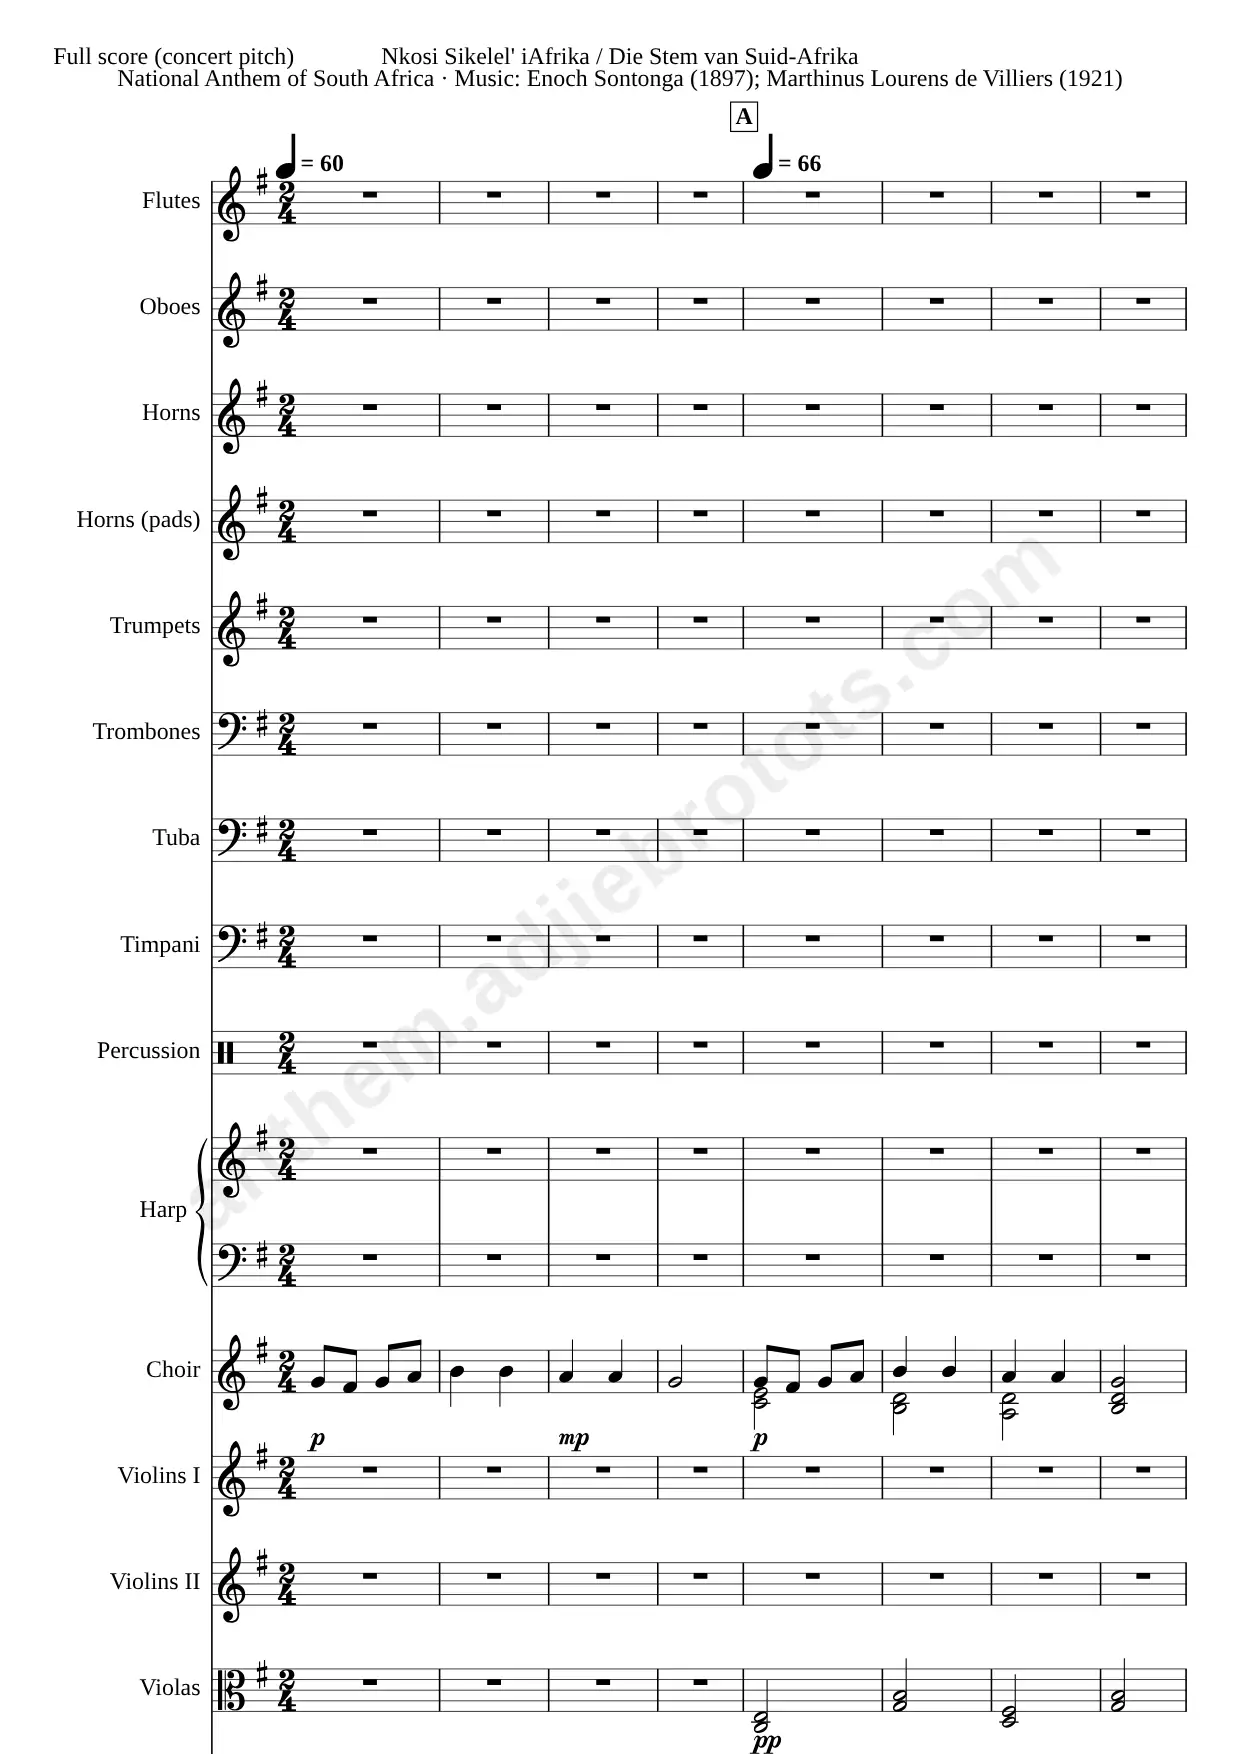 Full score (concert pitch) Nkosi Sikelel' iAfrika / Die Stem van Suid-Afrika
National Anthem of South Africa · Music: Enoch Sontonga (1897); Marthinus Lourens de Villiers (1921)
A
= 60 = 66
Flutes
Oboes
Horns
Horns (pads)
Trumpets
Trombones
Tuba
Timpani
Percussion
Harp
Choir
p mp p
Violins I
Violins II
Violas
pp
anthem.adjiebrotots.com